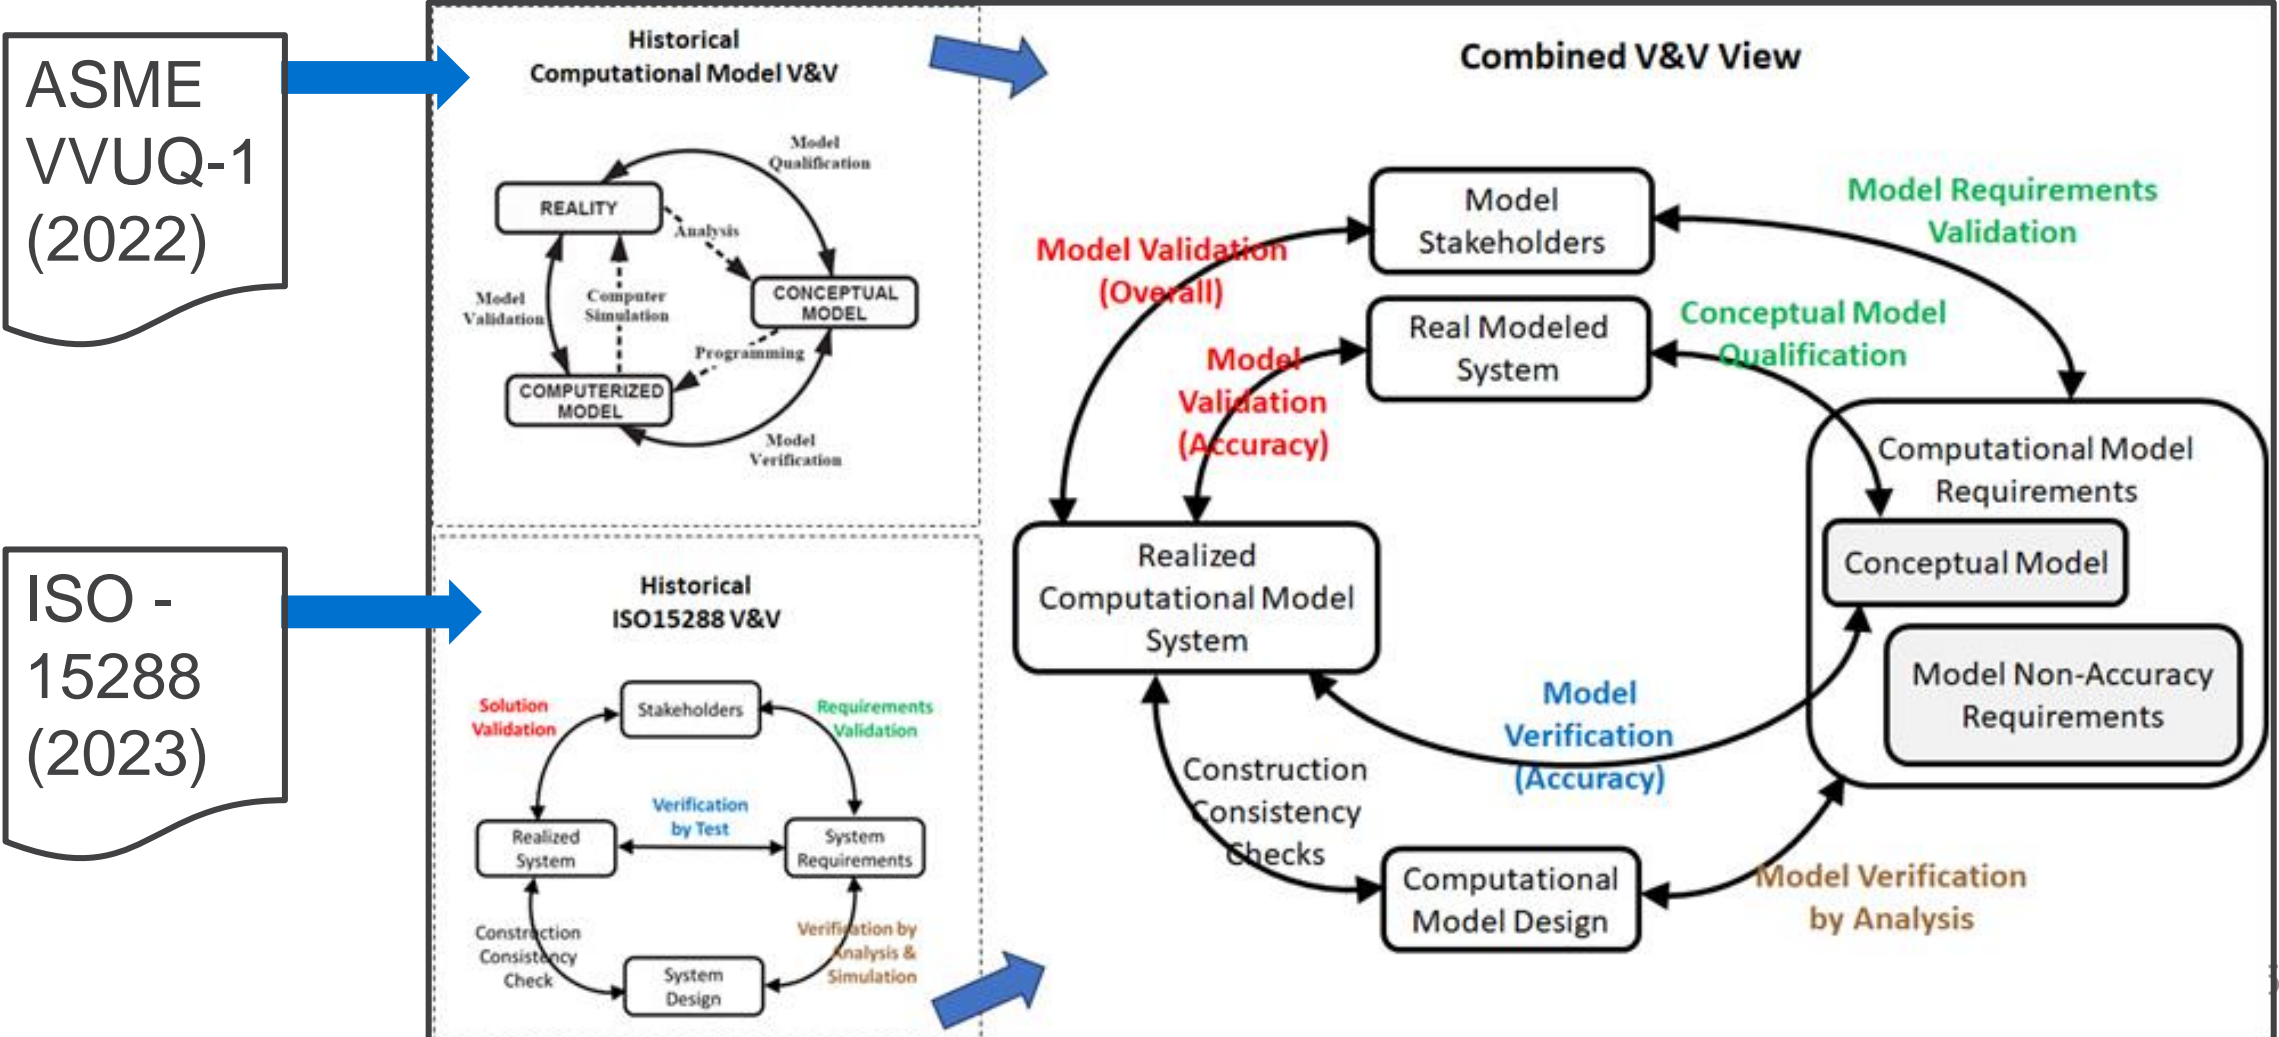 ASME
VVUQ-1
(2022)
ISO -
15288
(2023)
Historical
Computational Model V&V
Model
Qualification
REALITY
Analysis
CONCEPTUAL
MODEL
Model
Validation
Computer
Simulation
Programming
COMPUTERIZED
MODEL
Model
Verification
Historical
ISO15288 V&V
Solution
Validation
Stakeholders
Requirements
Validation
Verification
by Test
Realized
System
System
Requirements
Construction
Consistency
Check
Verification by
Analysis &
Simulation
System
Design
Combined V&V View
Model
Stakeholders
Model Requirements
Validation
Model Validation
(Overall)
Real Modeled
System
Conceptual Model
Qualification
Model
Validation
(Accuracy)
Computational Model
Requirements
Realized
Computational Model
System
Conceptual Model
Model Non-Accuracy
Requirements
Model
Verification
(Accuracy)
Construction
Consistency
Checks
Computational
Model Design
Model Verification
by Analysis